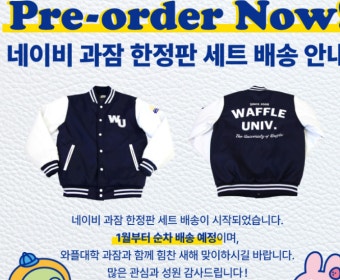 Pre-order Now!
네이비 과잠 한정판 세트 배송 안내
WU
SINCE 2020
WAFFLE
UNIV.
The University of Waffle
네이비 과잠 한정판 세트 배송이 시작되었습니다.
1월부터 순차 배송 예정이며,
와플대학 과잠과 함께 힘찬 새해 맞이하시길 바랍니다.
많은 관심과 성원 감사드립니다!